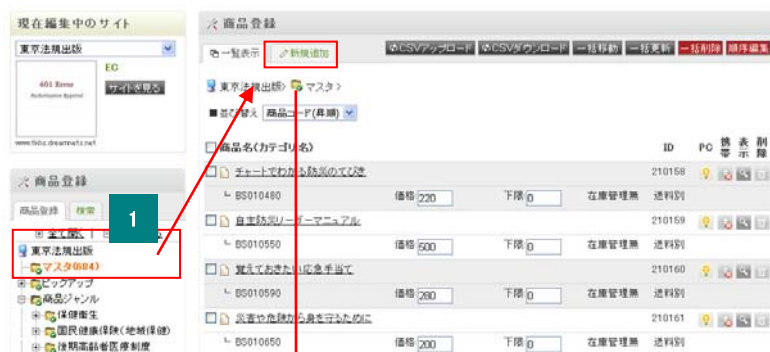 現在編集中のサイト
東京法規出版
EC
401 Error
サイトを見る
商品登録
商品登録 検索
1
東京法規出版
マスタ(684)
ピックアップ
商品ジャンル
保健衛生
国民健康保険(地域保健)
後期高齢者医療制度
商品登録
一覧表示 新規追加 CSVアップロード CSVダウンロード 一括移動 一括更新 一括削除 順序編集
東京法規出版> マスタ>
■並び替え 商品コード(昇順)
商品名(カテゴリ名) ID PC 携帯 表示 削除
チャートでわかる防災のてびき 210158
BS010480 価格 220 下限 0 在庫管理無 送料別
自主防災リーダーマニュアル 210159
BS010550 価格 500 下限 0 在庫管理無 送料別
覚えておきたい応急手当て 210160
BS010590 価格 280 下限 0 在庫管理無 送料別
災害や危険から身を守るために 210161
BS010650 価格 200 下限 0 在庫管理無 送料別